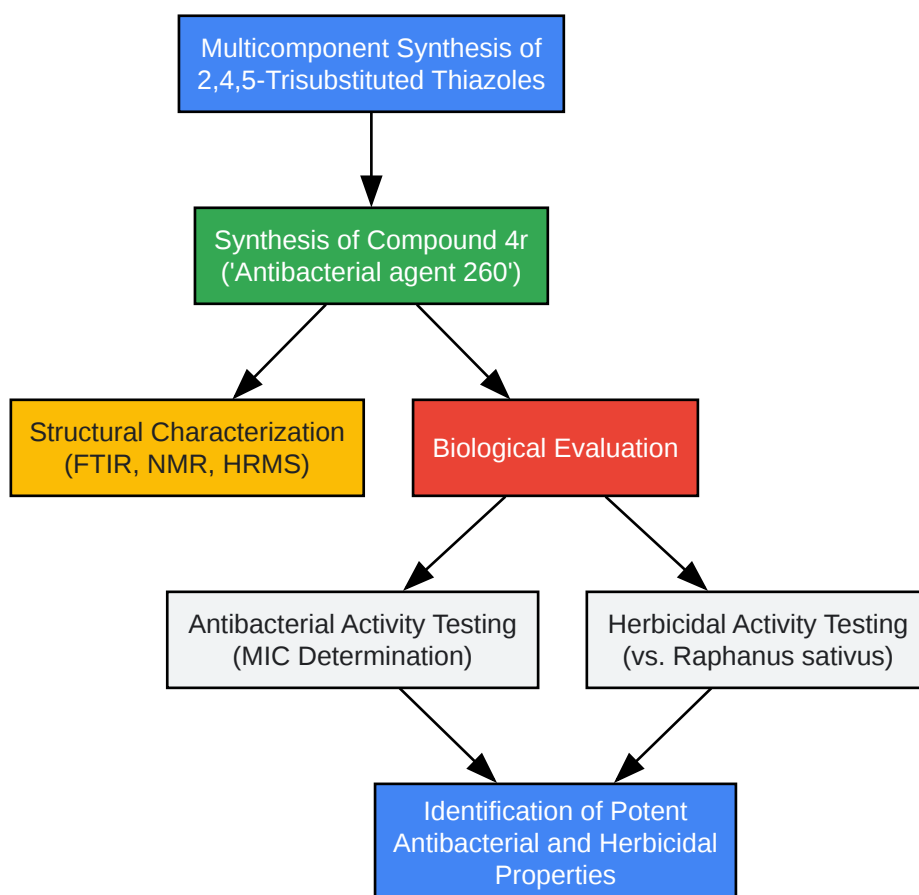 Multicomponent Synthesis of
2,4,5-Trisubstituted Thiazoles
Synthesis of Compound 4r
('Antibacterial agent 260')
Structural Characterization
(FTIR, NMR, HRMS)
Biological Evaluation
Antibacterial Activity Testing
(MIC Determination)
Herbicidal Activity Testing
(vs. Raphanus sativus)
Identification of Potent
Antibacterial and Herbicidal
Properties